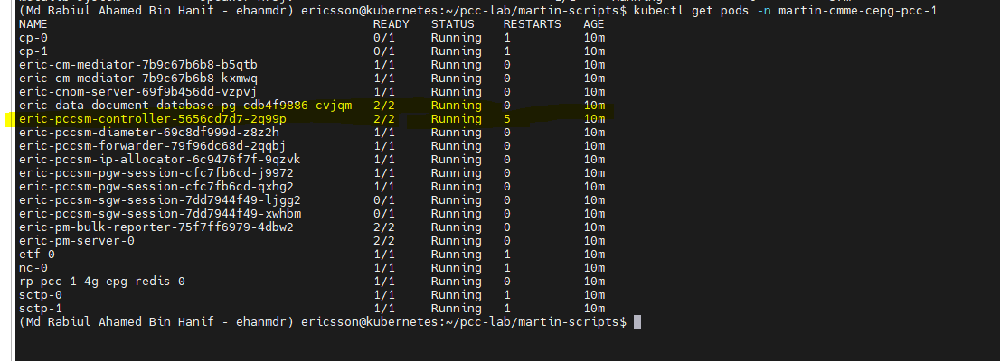 (Md Rabiul Ahamed Bin Hanif - ehanmdr) ericsson@kubernetes:~/pcc-lab/martin-scripts$ kubectl get pods -n martin-cmme-cepg-pcc-1
NAME READY STATUS RESTARTS AGE
cp-0 0/1 Running 1 10m
cp-1 0/1 Running 1 10m
eric-cm-mediator-7b9c67b6b8-b5qtb 1/1 Running 0 10m
eric-cm-mediator-7b9c67b6b8-kxmwq 1/1 Running 0 10m
eric-cnom-server-69f9b456dd-vzpvj 1/1 Running 0 10m
eric-data-document-database-pg-cdb4f9886-cvjqm 2/2 Running 0 10m
eric-pccsm-controller-5656cd7d7-2q99p 2/2 Running 5 10m
eric-pccsm-diameter-69c8df999d-z8z2h 1/1 Running 0 10m
eric-pccsm-forwarder-79f96dc68d-2qqbj 1/1 Running 0 10m
eric-pccsm-ip-allocator-6c9476f7f-9qzvk 1/1 Running 0 10m
eric-pccsm-pgw-session-cfc7fb6cd-j9972 1/1 Running 0 10m
eric-pccsm-pgw-session-cfc7fb6cd-qxhg2 1/1 Running 0 10m
eric-pccsm-sgw-session-7dd7944f49-ljgg2 0/1 Running 0 10m
eric-pccsm-sgw-session-7dd7944f49-xwhbm 0/1 Running 0 10m
eric-pm-bulk-reporter-75f7ff6979-4dbw2 2/2 Running 0 10m
eric-pm-server-0 2/2 Running 0 10m
etf-0 1/1 Running 1 10m
nc-0 1/1 Running 1 10m
rp-pcc-1-4g-epg-redis-0 1/1 Running 0 10m
sctp-0 1/1 Running 1 10m
sctp-1 1/1 Running 1 10m
(Md Rabiul Ahamed Bin Hanif - ehanmdr) ericsson@kubernetes:~/pcc-lab/martin-scripts$